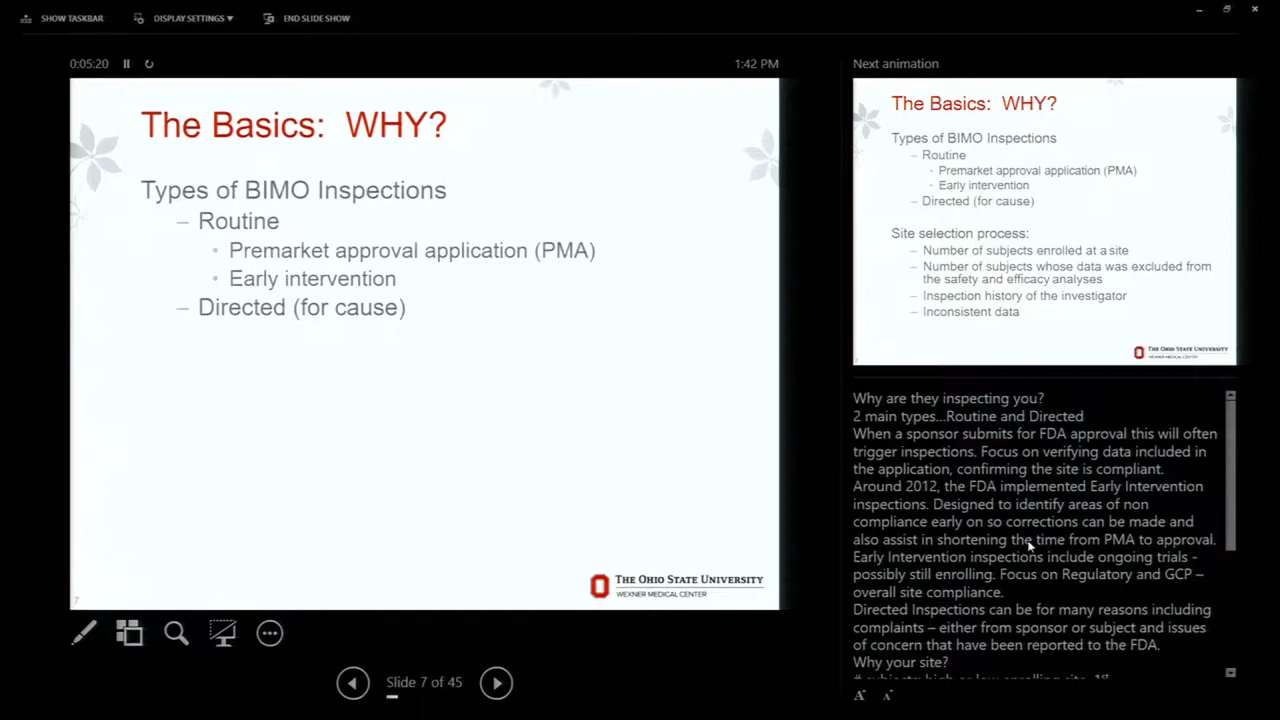 SHOW TASKBAR
DISPLAY SETTINGS ▼
END SLIDE SHOW
0:05:20
1:42 PM
The Basics: WHY?
Types of BIMO Inspections
– Routine
• Premarket approval application (PMA)
• Early intervention
– Directed (for cause)
THE OHIO STATE UNIVERSITY
WEXNER MEDICAL CENTER
7
Slide 7 of 45
Next animation
The Basics: WHY?
Types of BIMO Inspections
– Routine
• Premarket approval application (PMA)
• Early intervention
– Directed (for cause)
Site selection process:
– Number of subjects enrolled at a site
– Number of subjects whose data was excluded from
the safety and efficacy analyses
– Inspection history of the investigator
– Inconsistent data
THE OHIO STATE UNIVERSITY
WEXNER MEDICAL CENTER
Why are they inspecting you?
2 main types...Routine and Directed
When a sponsor submits for FDA approval this will often
trigger inspections. Focus on verifying data included in
the application, confirming the site is compliant.
Around 2012, the FDA implemented Early Intervention
inspections. Designed to identify areas of non
compliance early on so corrections can be made and
also assist in shortening the time from PMA to approval.
Early Intervention inspections include ongoing trials -
possibly still enrolling. Focus on Regulatory and GCP –
overall site compliance.
Directed Inspections can be for many reasons including
complaints – either from sponsor or subject and issues
of concern that have been reported to the FDA.
Why your site?
# subjects: high or low enrolling site. 1st
A A